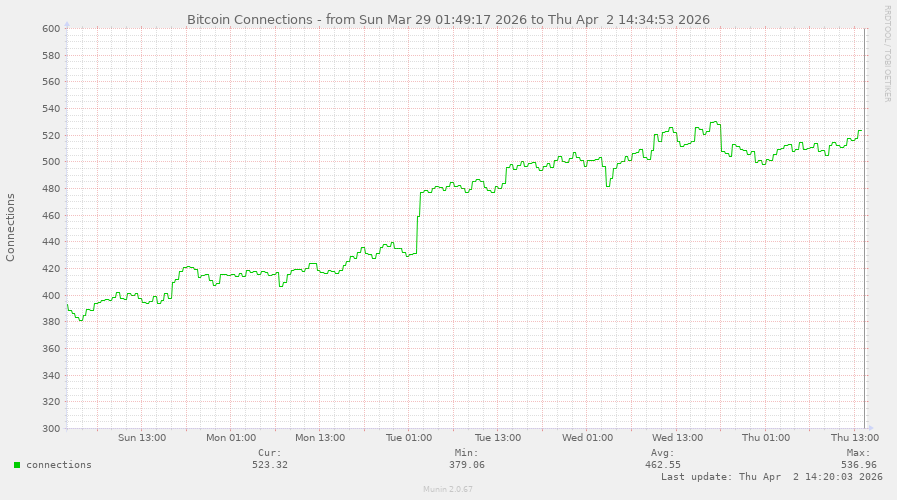 Bitcoin Connections - from Sun Mar 29 01:49:17 2026 to Thu Apr  2 14:34:53 2026
RRDTOOL / TOBI OETIKER
Connections
600
580
560
540
520
500
480
460
440
420
400
380
360
340
320
300
Sun 13:00 Mon 01:00 Mon 13:00 Tue 01:00 Tue 13:00 Wed 01:00 Wed 13:00 Thu 01:00 Thu 13:00
Cur: Min: Avg: Max:
connections 523.32 379.06 462.55 536.96
Last update: Thu Apr  2 14:20:03 2026
Munin 2.0.67